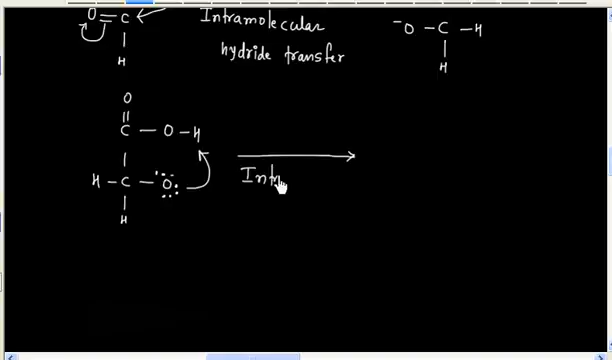 O = C
Intramolecular
⁻O - C - H
H
hydride transfer
H
O
C - O - H
H - C - O
Int
H